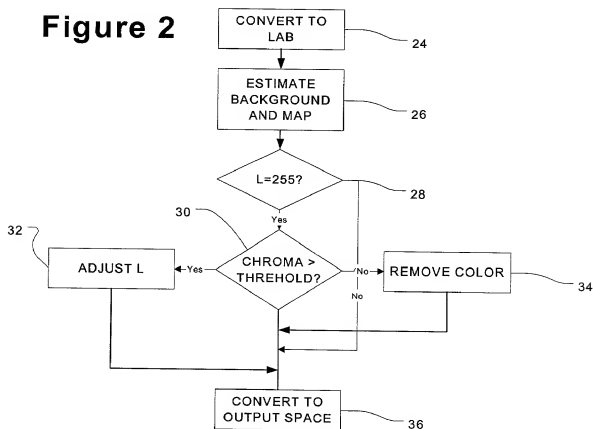 Figure 2
CONVERT TO
LAB
24
ESTIMATE
BACKGROUND
AND MAP
26
L=255?
28
Yes
30
32
CHROMA >
THREHOLD?
ADJUST L
Yes
No
REMOVE COLOR
34
No
CONVERT TO
OUTPUT SPACE
36